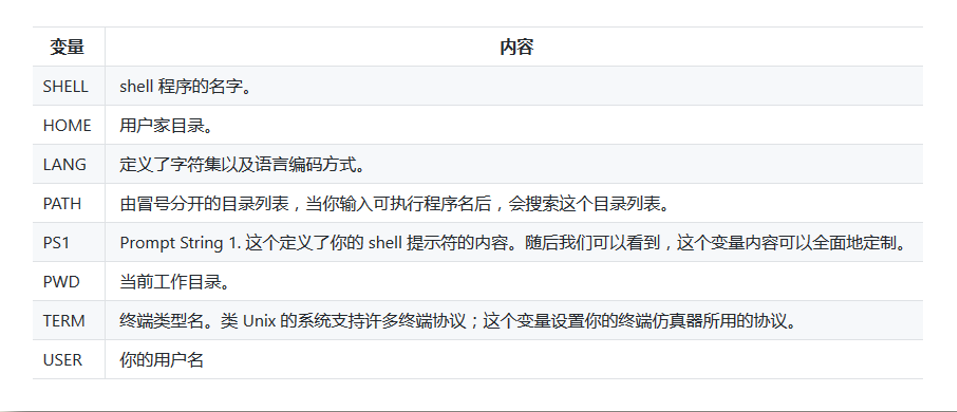 变量 内容
SHELL shell 程序的名字。
HOME 用户家目录。
LANG 定义了字符集以及语言编码方式。
PATH 由冒号分开的目录列表，当你输入可执行程序名后，会搜索这个目录列表。
PS1 Prompt String 1. 这个定义了你的 shell 提示符的内容。随后我们可以看到，这个变量内容可以全面地定制。
PWD 当前工作目录。
TERM 终端类型名。类 Unix 的系统支持许多终端协议；这个变量设置你的终端仿真器所用的协议。
USER 你的用户名